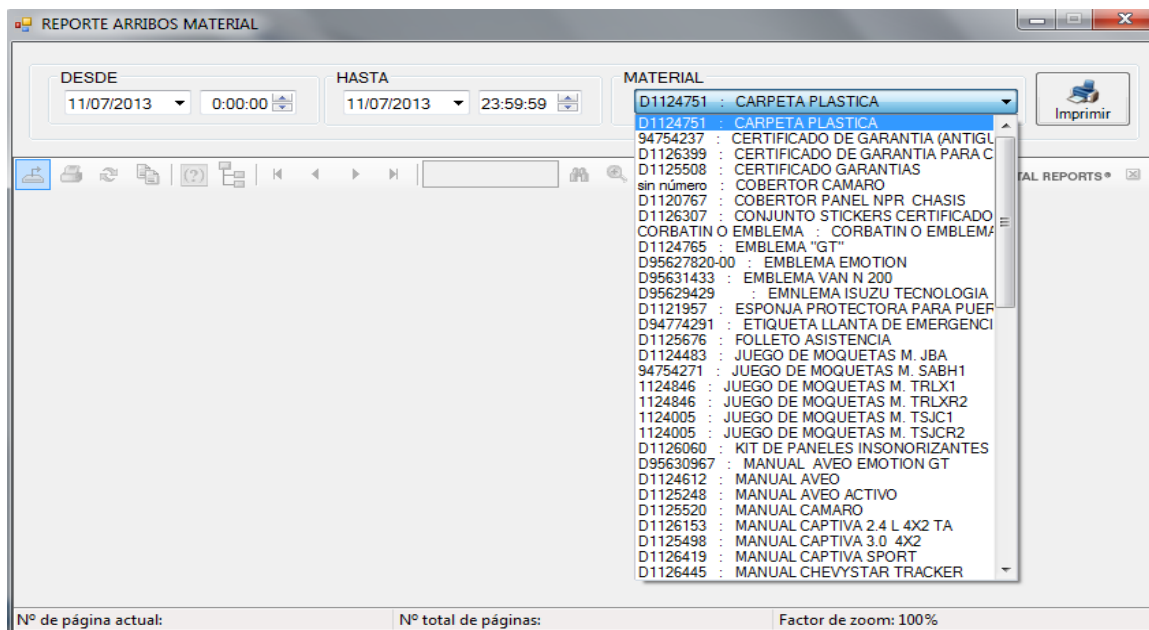 REPORTE ARRIBOS MATERIAL
DESDE
HASTA
MATERIAL
11/07/2013 0:00:00
11/07/2013 23:59:59
D1124751 : CARPETA PLASTICA
Imprimir
D1124751 : CARPETA PLASTICA
94754237 : CERTIFICADO DE GARANTIA (ANTIGU
D1126399 : CERTIFICADO DE GARANTIA PARA C
D1125508 : CERTIFICADO GARANTIAS
sin número : COBERTOR CAMARO
D1120767 : COBERTOR PANEL NPR CHASIS
D1126307 : CONJUNTO STICKERS CERTIFICADO
CORBATIN O EMBLEMA : CORBATIN O EMBLEMA
D1124765 : EMBLEMA "GT"
D95627820-00 : EMBLEMA EMOTION
D95631433 : EMBLEMA VAN N 200
D95629429 : EMNLEMA ISUZU TECNOLOGIA
D1121957 : ESPONJA PROTECTORA PARA PUER
D94774291 : ETIQUETA LLANTA DE EMERGENCI
D1125676 : FOLLETO ASISTENCIA
D1124483 : JUEGO DE MOQUETAS M. JBA
94754271 : JUEGO DE MOQUETAS M. SABH1
1124846 : JUEGO DE MOQUETAS M. TRLX1
1124846 : JUEGO DE MOQUETAS M. TRLXR2
1124005 : JUEGO DE MOQUETAS M. TSJC1
1124005 : JUEGO DE MOQUETAS M. TSJCR2
D1126060 : KIT DE PANELES INSONORIZANTES
D95630967 : MANUAL AVEO EMOTION GT
D1124612 : MANUAL AVEO
D1125248 : MANUAL AVEO ACTIVO
D1125520 : MANUAL CAMARO
D1126153 : MANUAL CAPTIVA 2.4 L 4X2 TA
D1125498 : MANUAL CAPTIVA 3.0 4X2
D1126419 : MANUAL CAPTIVA SPORT
D1126445 : MANUAL CHEVYSTAR TRACKER
TAL REPORTS®
Nº de página actual:
Nº total de páginas:
Factor de zoom: 100%